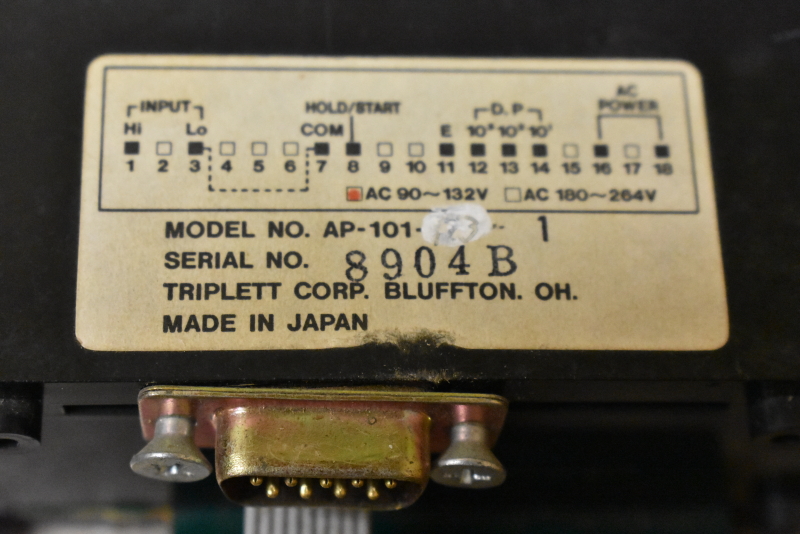 INPUT HOLD/START D.P AC
Hi Lo COM E 10³ 10² 10¹ POWER
1 2 3 4 5 6 7 8 9 10 11 12 13 14 15 16 17 18
AC 90~132V AC 180~264V
MODEL NO. AP-101- 1
SERIAL NO. 8904B
TRIPLETT CORP. BLUFFTON. OH.
MADE IN JAPAN